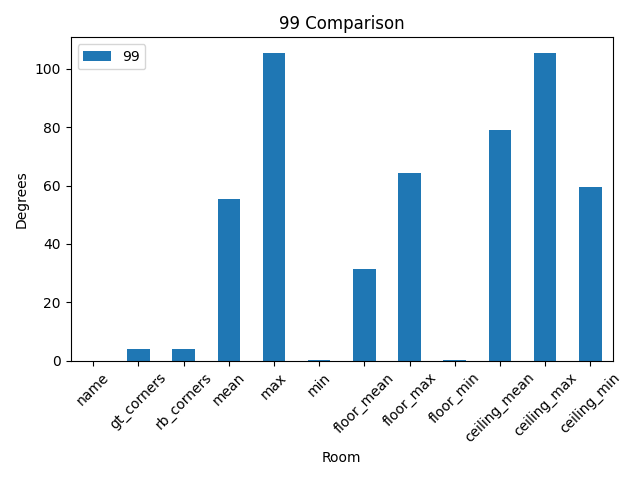 99 Comparison
99
Degrees
100
80
60
40
20
0
name
gt_corners
rb_corners
mean
max
min
floor_mean
floor_max
floor_min
ceiling_mean
ceiling_max
ceiling_min
Room